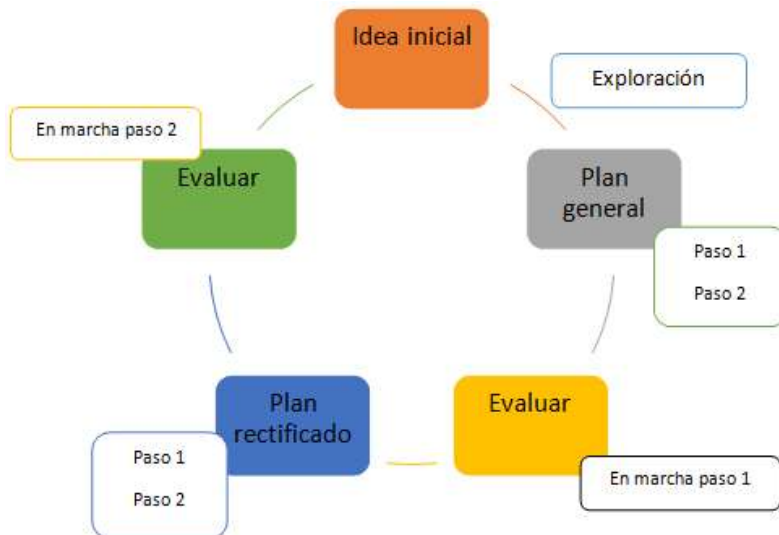 Idea inicial
Exploración
Plan
general
Paso 1
Paso 2
Evaluar
En marcha paso 1
Plan
rectificado
Paso 1
Paso 2
Evaluar
En marcha paso 2